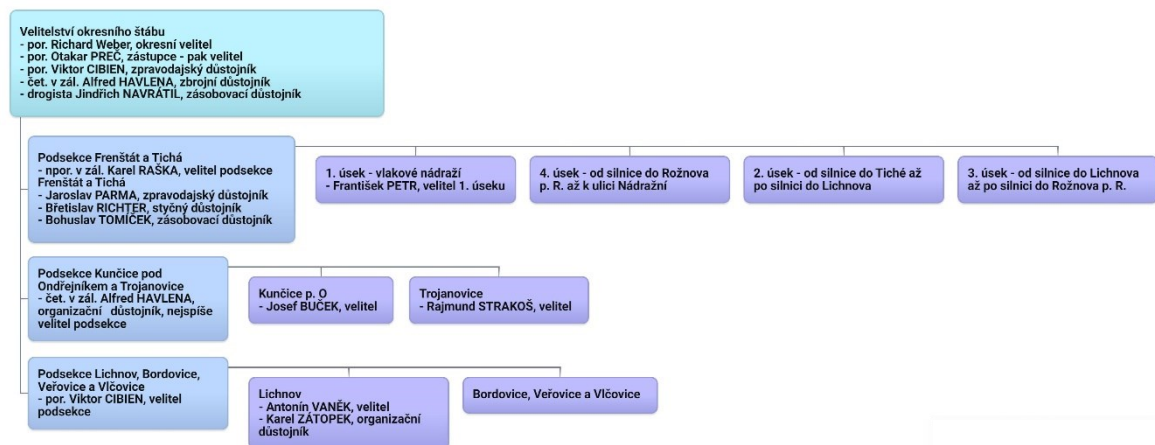 Velitelství okresního štábu
- por. Richard Weber, okresní velitel
- por. Otakar PREČ, zástupce - pak velitel
- por. Viktor CIBIEN, zpravodajský důstojník
- čet. v zál. Alfred HAVLENA, zbrojní důstojník
- drogista Jindřich NAVRÁTIL, zásobovací důstojník
Podsekce Frenštát a Tichá
- npor. v zál. Karel RAŠKA, velitel podsekce
Frenštát a Tichá
- Jaroslav PARMA, zpravodajský důstojník
- Břetislav RICHTER, styčný důstojník
- Bohuslav TOMÍČEK, zásobovací důstojník
1. úsek - vlakové nádraží
- František PETR, velitel 1. úseku
4. úsek - od silnice do Rožnova
p. R. až k ulici Nádražní
2. úsek - od silnice do Tiché až
po silnici do Lichnova
3. úsek - od silnice do Lichnova
až po silnici do Rožnova p. R.
Podsekce Kunčice pod
Ondřejníkem a Trojanovice
- čet. v zál. Alfred HAVLENA,
organizační důstojník, nejspíše
velitel podsekce
Kunčice p. O
- Josef BUČEK, velitel
Trojanovice
- Rajmund STRAKOŠ, velitel
Podsekce Lichnov, Bordovice,
Veřovice a Vlčovice
- por. Viktor CIBIEN, velitel
podsekce
Lichnov
- Antonín VANĚK, velitel
- Karel ZÁTOPEK, organizační
důstojník
Bordovice, Veřovice a Vlčovice